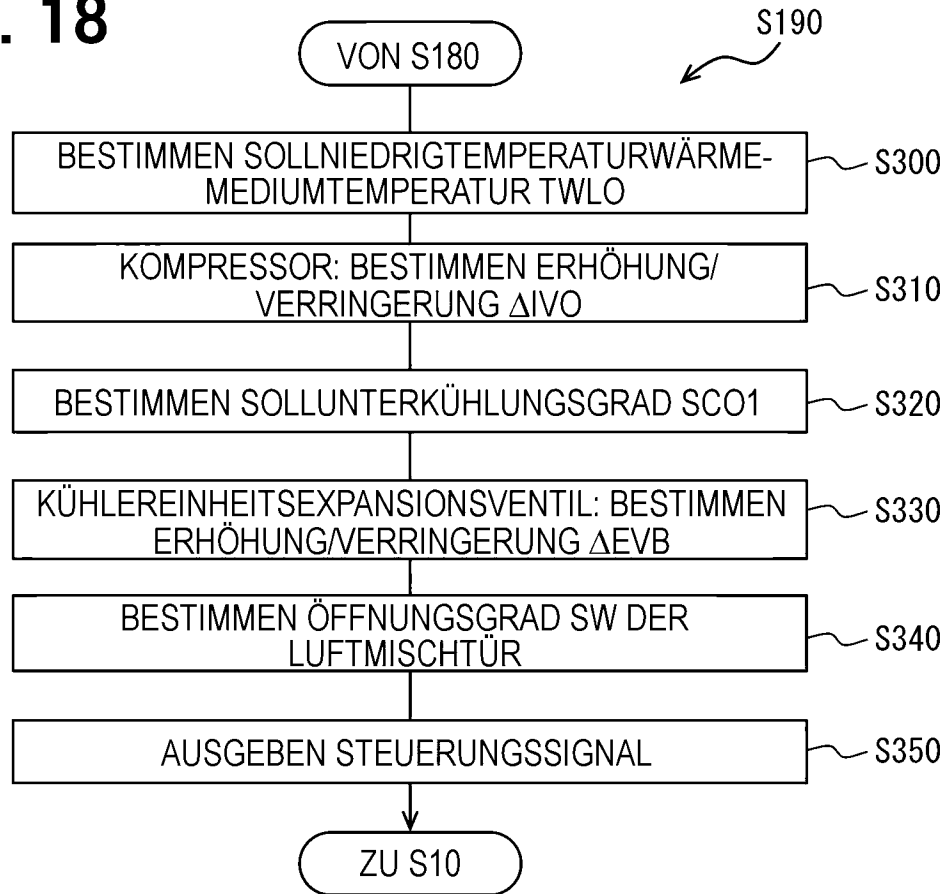 . 18
S190
VON S180
BESTIMMEN SOLLNIEDRIGTEMPERATURWÄRME-
MEDIUMTEMPERATUR TWLO
S300
KOMPRESSOR: BESTIMMEN ERHÖHUNG/
VERRINGERUNG ΔIVO
S310
BESTIMMEN SOLLUNTERKÜHLUNGSGRAD SCO1
S320
KÜHLEREINHEITSEXPANSIONSVENTIL: BESTIMMEN
ERHÖHUNG/VERRINGERUNG ΔEVB
S330
BESTIMMEN ÖFFNUNGSGRAD SW DER
LUFTMISCHTÜR
S340
AUSGEBEN STEUERUNGSSIGNAL
S350
ZU S10